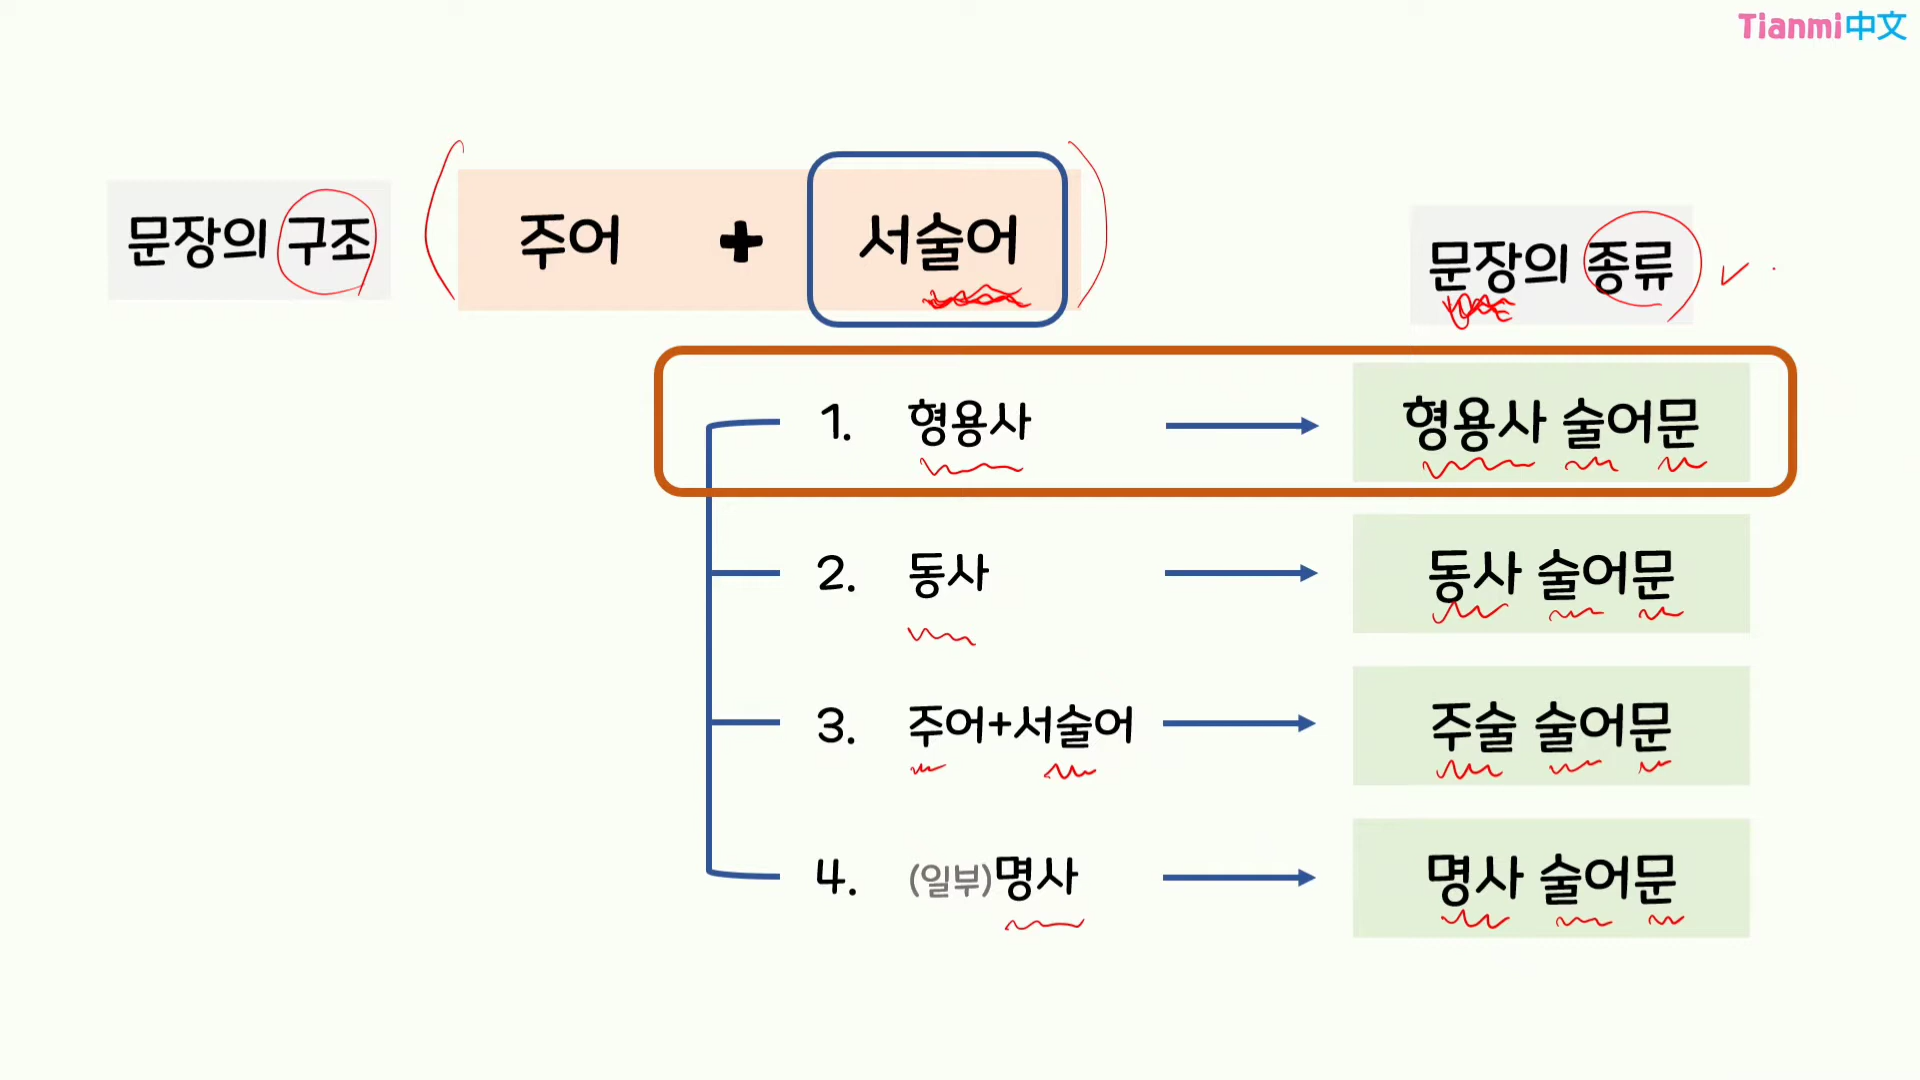 Tianmi中文
문장의 구조 주어 + 서술어
문장의 종류
1. 형용사 형용사 술어문
2. 동사 동사 술어문
3. 주어+서술어 주술 술어문
4. (일부)명사 명사 술어문